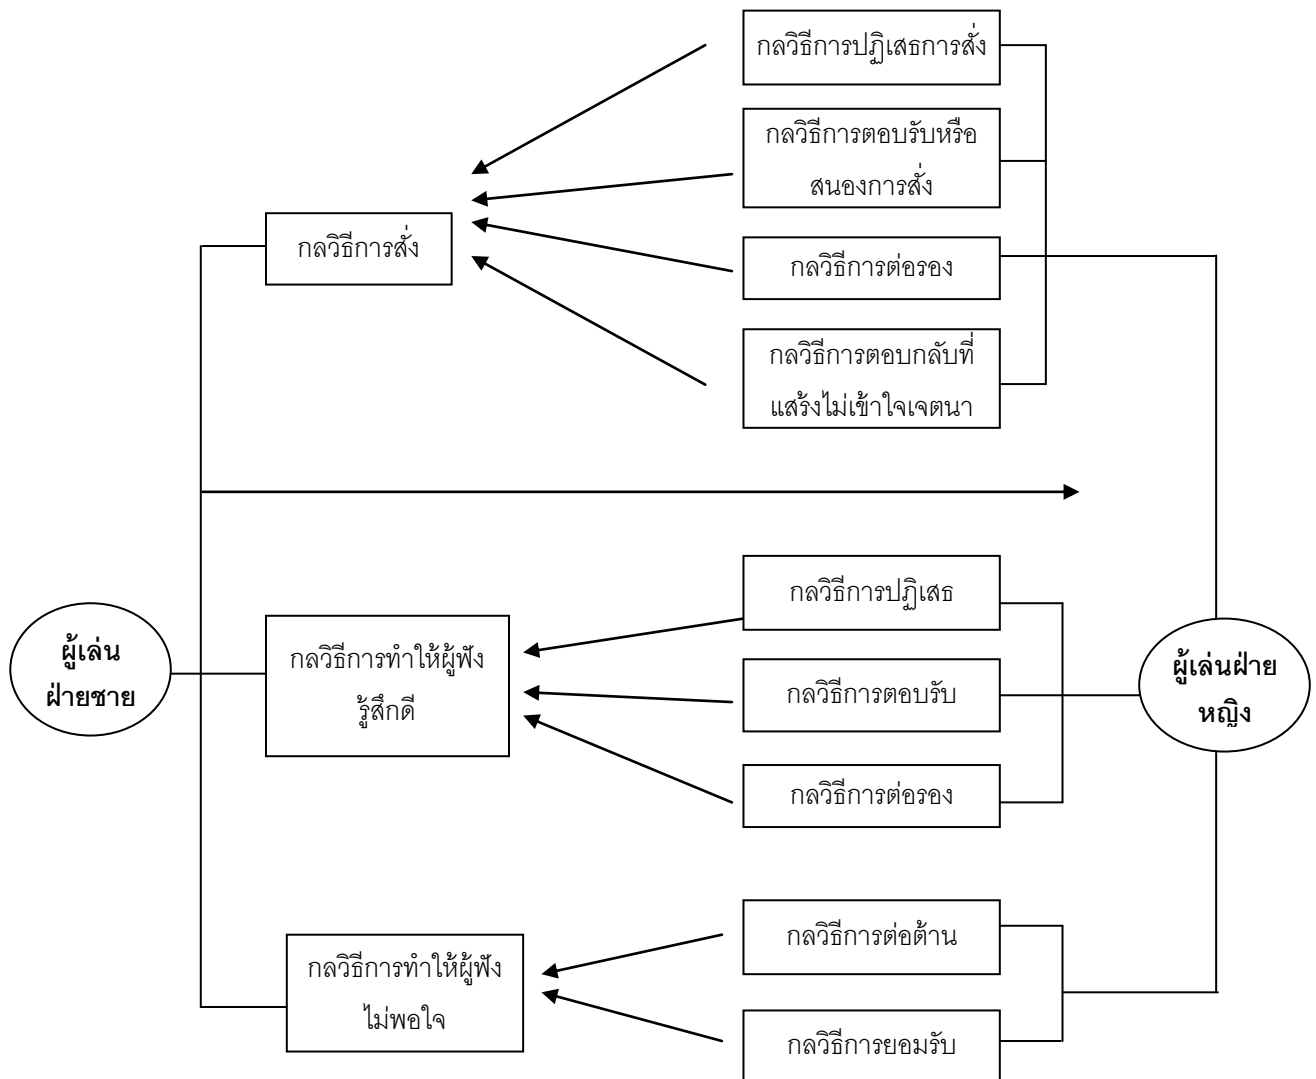 กลวิธีการปฏิเสธการสั่ง
กลวิธีการตอบรับหรือ
สนองการสั่ง
กลวิธีการสั่ง
กลวิธีการต่อรอง
กลวิธีการตอบกลับที่
แสร้งไม่เข้าใจเจตนา
กลวิธีการปฏิเสธ
ผู้เล่น
ฝ่ายชาย
กลวิธีการทำให้ผู้ฟัง
รู้สึกดี
กลวิธีการตอบรับ
ผู้เล่นฝ่าย
หญิง
กลวิธีการต่อรอง
กลวิธีการต่อต้าน
กลวิธีการทำให้ผู้ฟัง
ไม่พอใจ
กลวิธีการยอมรับ